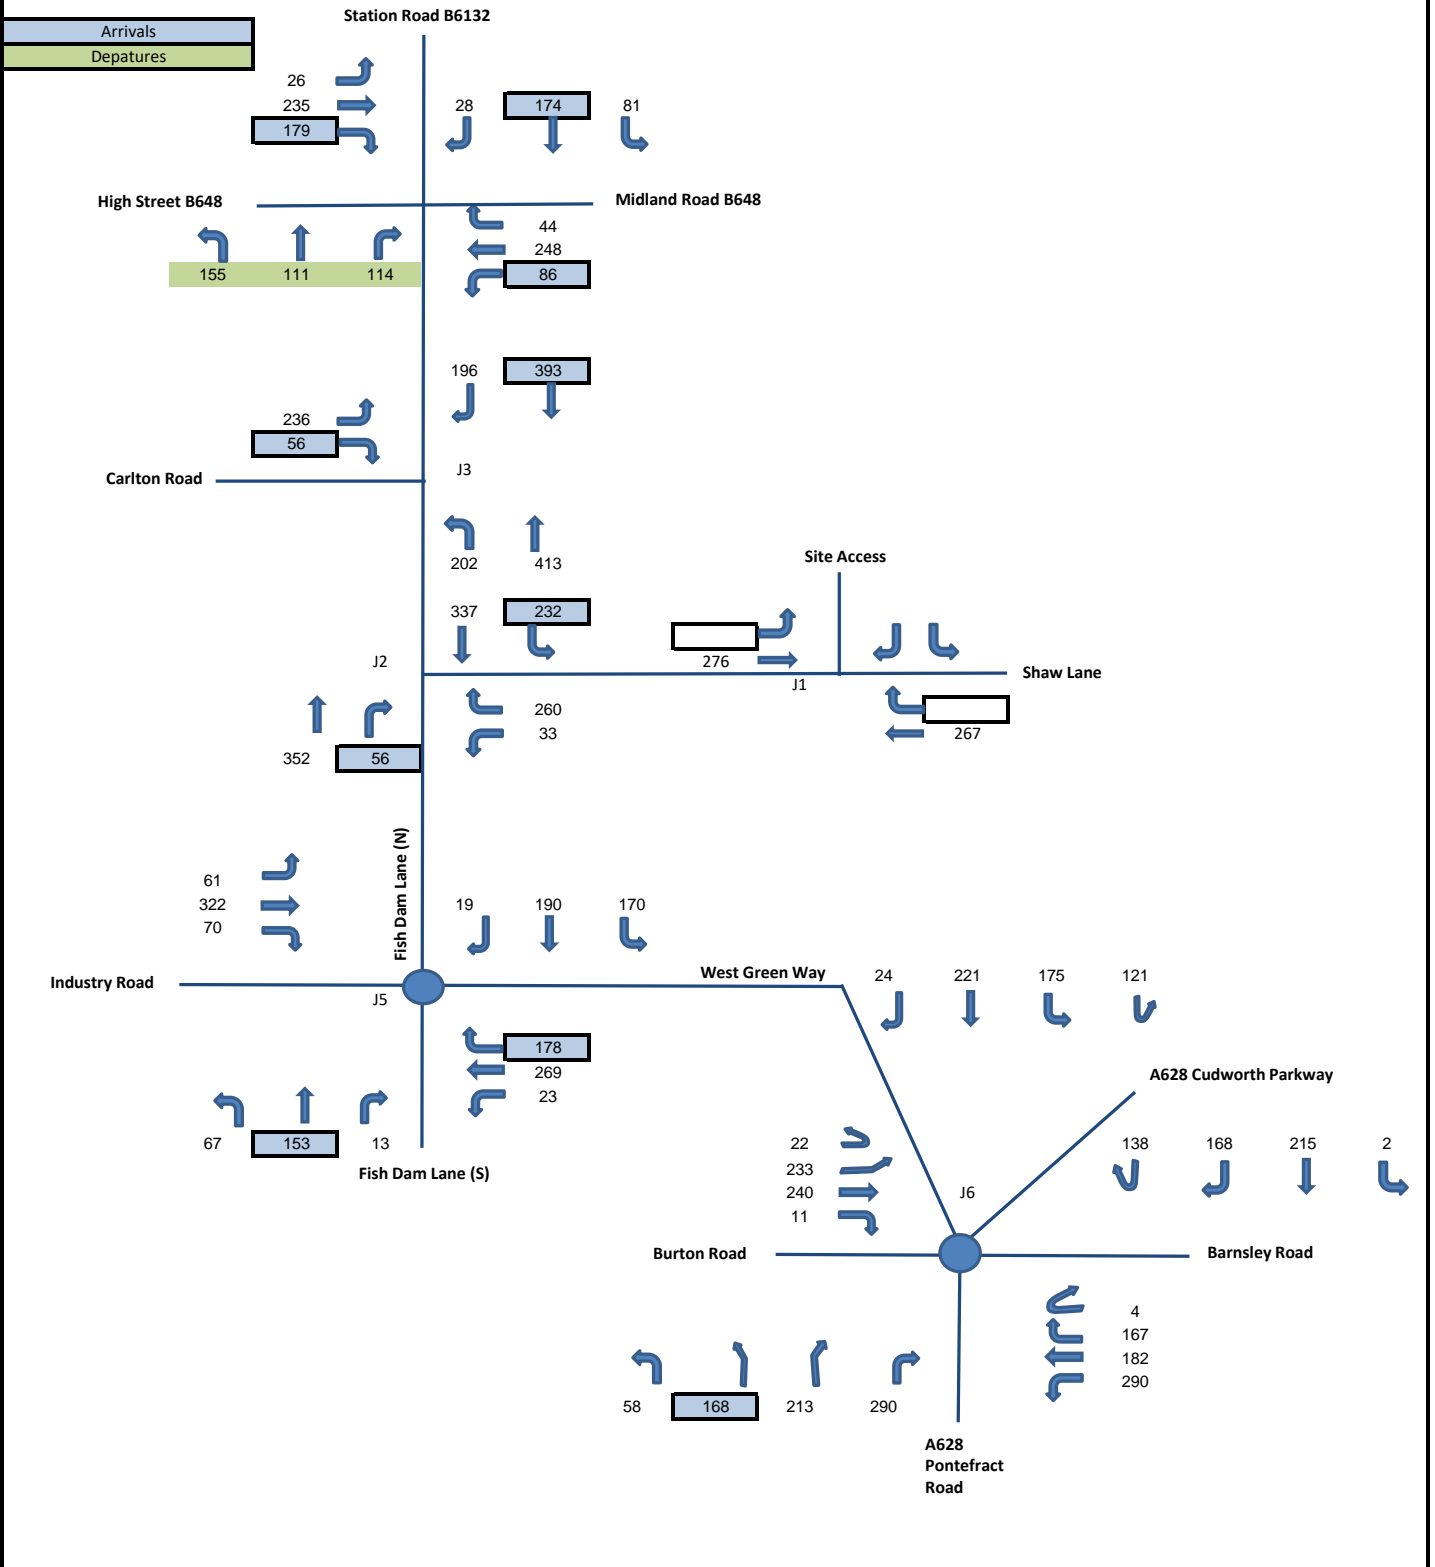 Station Road B6132
Arrivals
Depatures
26
235
179
28 174 81
High Street B648
Midland Road B648
44
248
86
155 111 114
196 393
236
56
J3
Carlton Road
202 413
Site Access
337 232
276
J2
J1
Shaw Lane
260
33
267
352 56
Fish Dam Lane (N)
61
322
70
19 190 170
Industry Road
West Green Way
J5
24 221 175 121
178
269
23
A628 Cudworth Parkway
67 153 13
Fish Dam Lane (S)
22
233
240
11
138 168 215 2
J6
Burton Road
Barnsley Road
4
167
182
290
58 168 213 290
A628
Pontefract
Road